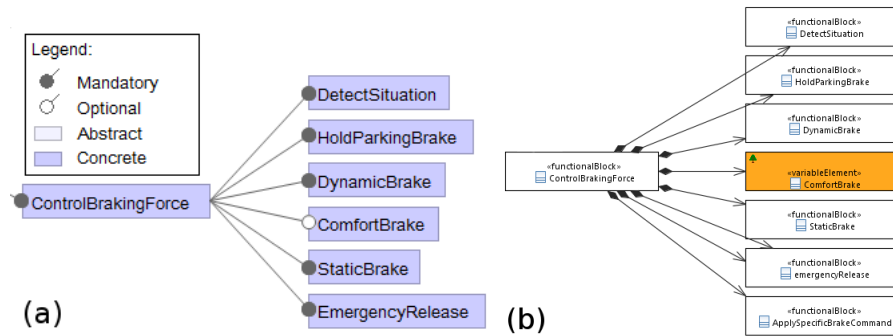 Legend:
Mandatory
Optional
Abstract
Concrete
ControlBrakingForce
DetectSituation
HoldParkingBrake
DynamicBrake
ComfortBrake
StaticBrake
EmergencyRelease
(a)
«functionalBlock»
ControlBrakingForce
«functionalBlock»
DetectSituation
«functionalBlock»
HoldParkingBrake
«functionalBlock»
DynamicBrake
«variableElement»
ComfortBrake
«functionalBlock»
StaticBrake
«functionalBlock»
emergencyRelease
«functionalBlock»
ApplySpecificBrakeCommand
(b)